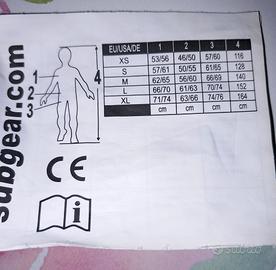 subgear.com
1
2
3
4
EU/USA/DE 1 2 3 4
XS 53/56 46/50 57/60 116
S 57/61 50/55 61/65 128
M 62/65 56/60 66/69 140
L 66/70 61/63 70/74 152
XL 71/74 63/66 74/76 164
cm cm cm cm
CE
i
subito